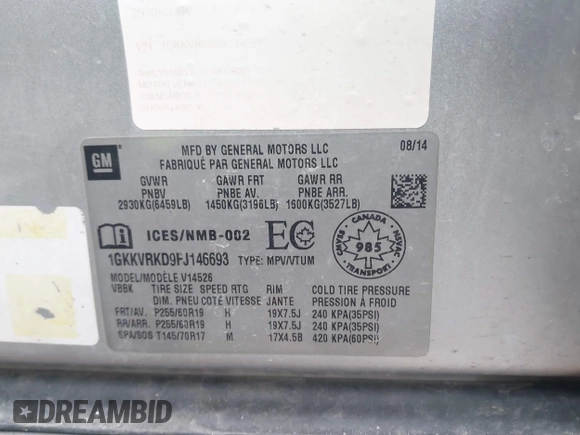 GM
MFD BY GENERAL MOTORS LLC
FABRIQUÉ PAR GENERAL MOTORS LLC
08/14
GVWR GAWR FRT GAWR RR
PNBV PNBE AV. PNBE ARR.
2930KG(6459LB) 1450KG(3196LB) 1600KG(3527LB)
ICES/NMB-002 EC
CANADA
985
NSVAC
TRANSPORT
1GKKVRKD9FJ146693 TYPE: MPV/VTUM
MODEL/MODÈLE V14526
VBBK TIRE SIZE SPEED RTG RIM COLD TIRE PRESSURE
DIM. PNEU COTE VITESSE JANTE PRESSION À FROID
FRT/AV. P255/60R19 H 19X7.5J 240 KPA(35PSI)
RR/ARR. P255/60R19 H 19X7.5J 240 KPA(35PSI)
SPA/SOS T145/70R17 M 17X4.5B 420 KPA(60PSI)
DREAMBID